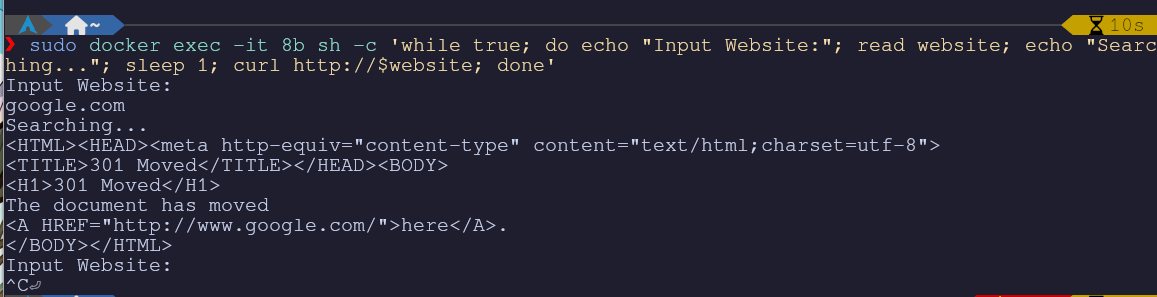 ~ 10s
❯ sudo docker exec -it 8b sh -c 'while true; do echo "Input Website:"; read website; echo "Searc
hing..."; sleep 1; curl http://$website; done'
Input Website:
google.com
Searching...
<HTML><HEAD><meta http-equiv="content-type" content="text/html;charset=utf-8">
<TITLE>301 Moved</TITLE></HEAD><BODY>
<H1>301 Moved</H1>
The document has moved
<A HREF="http://www.google.com/">here</A>.
</BODY></HTML>
Input Website:
^C⏎